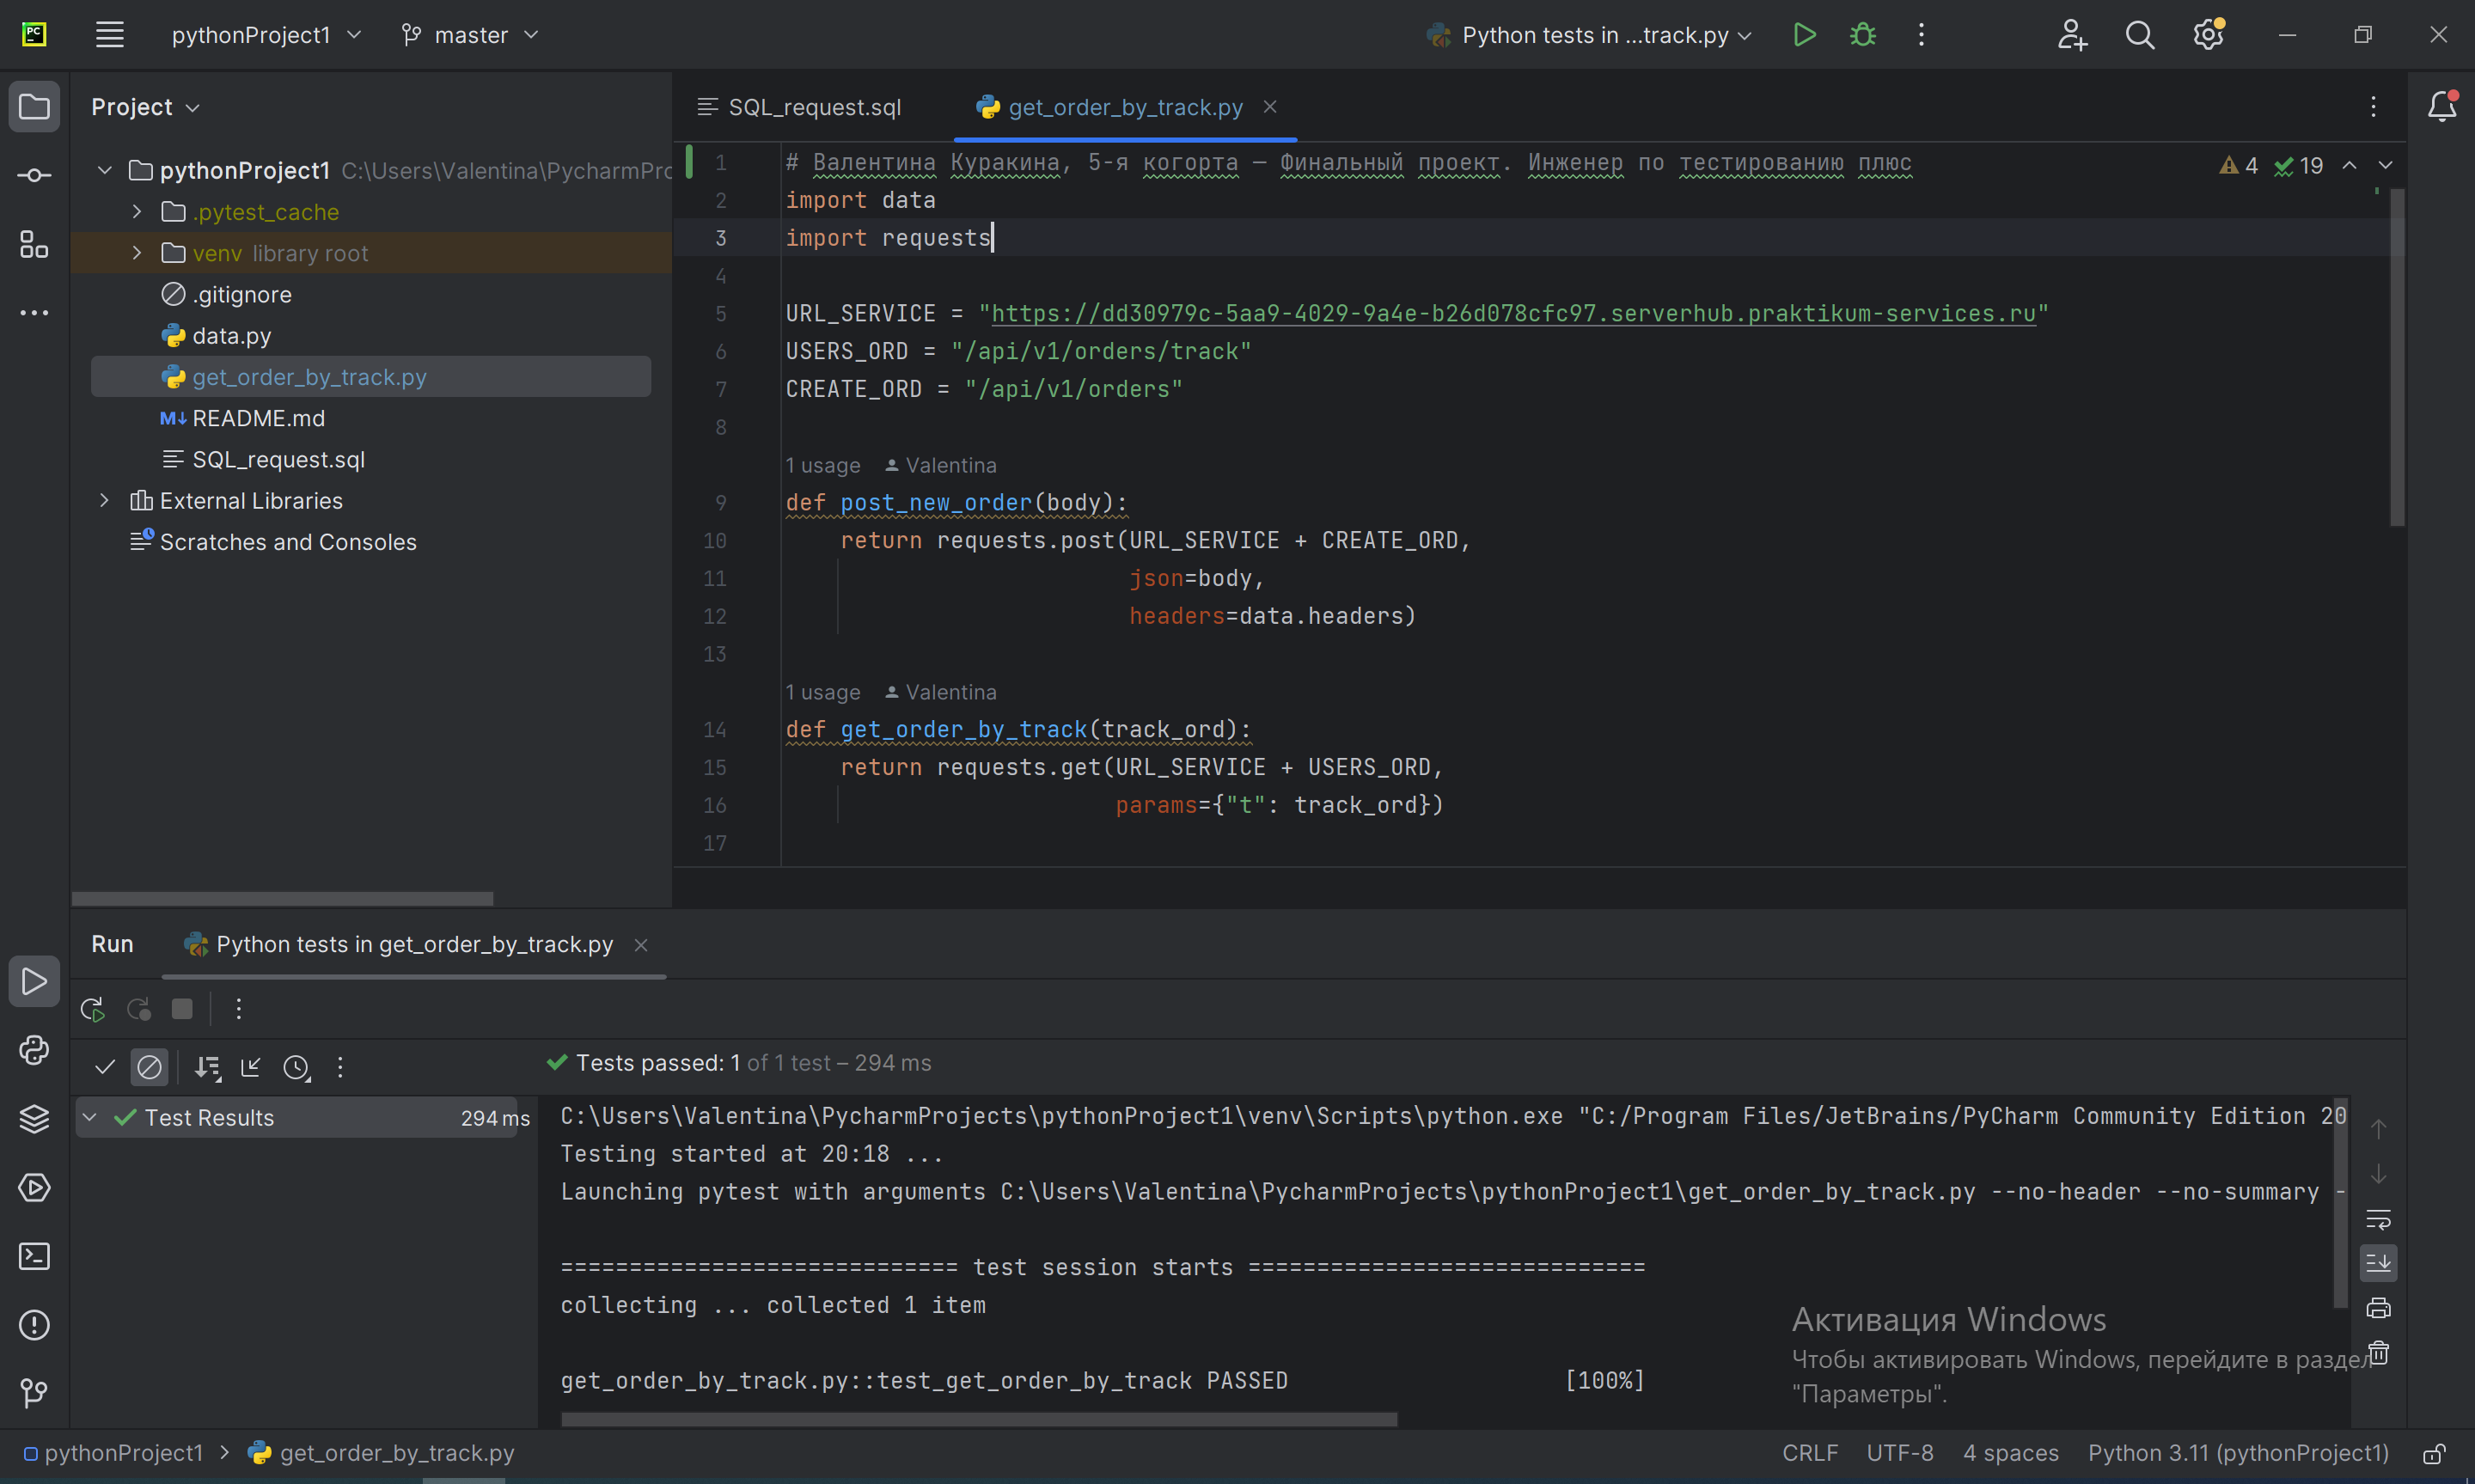 PC
pythonProject1
master
Python tests in ...track.py
Project
SQL_request.sql
get_order_by_track.py
pythonProject1 C:\Users\Valentina\PycharmPro
.pytest_cache
venv library root
.gitignore
data.py
get_order_by_track.py
M↓ README.md
SQL_request.sql
External Libraries
Scratches and Consoles
4 19
1 # Валентина Куракина, 5-я когорта — Финальный проект. Инженер по тестированию плюс
2 import data
3 import requests
4
5 URL_SERVICE = "https://dd30979c-5aa9-4029-9a4e-b26d078cfc97.serverhub.praktikum-services.ru"
6 USERS_ORD = "/api/v1/orders/track"
7 CREATE_ORD = "/api/v1/orders"
8
1 usage Valentina
9 def post_new_order(body):
10 return requests.post(URL_SERVICE + CREATE_ORD,
11 json=body,
12 headers=data.headers)
13
1 usage Valentina
14 def get_order_by_track(track_ord):
15 return requests.get(URL_SERVICE + USERS_ORD,
16 params={"t": track_ord})
17
Run
Python tests in get_order_by_track.py
Tests passed: 1 of 1 test – 294 ms
Test Results 294 ms
C:\Users\Valentina\PycharmProjects\pythonProject1\venv\Scripts\python.exe "C:/Program Files/JetBrains/PyCharm Community Edition 20
Testing started at 20:18 ...
Launching pytest with arguments C:\Users\Valentina\PycharmProjects\pythonProject1\get_order_by_track.py --no-header --no-summary -
============================= test session starts =============================
collecting ... collected 1 item
get_order_by_track.py::test_get_order_by_track PASSED [100%]
Активация Windows
Чтобы активировать Windows, перейдите в раздел
"Параметры".
pythonProject1 > get_order_by_track.py
CRLF UTF-8 4 spaces Python 3.11 (pythonProject1)